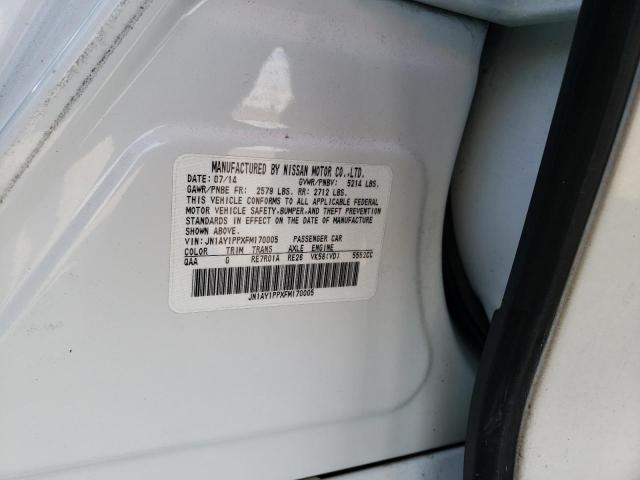 MANUFACTURED BY NISSAN MOTOR CO.,LTD.
DATE: 07/14 GVWR/PNBV: 5214 LBS.
GAWR/PNBE FR: 2579 LBS. RR: 2712 LBS.
THIS VEHICLE CONFORMS TO ALL APPLICABLE FEDERAL
MOTOR VEHICLE SAFETY,BUMPER,AND THEFT PREVENTION
STANDARDS IN EFFECT ON THE DATE OF MANUFACTURE
SHOWN ABOVE.
VIN: JN1AY1PPXFM170005 PASSENGER CAR
COLOR TRIM TRANS AXLE ENGINE
QAA G RE7R01A RE26 VK56(VD) 5552CC
JN1AY1PPXFM170005